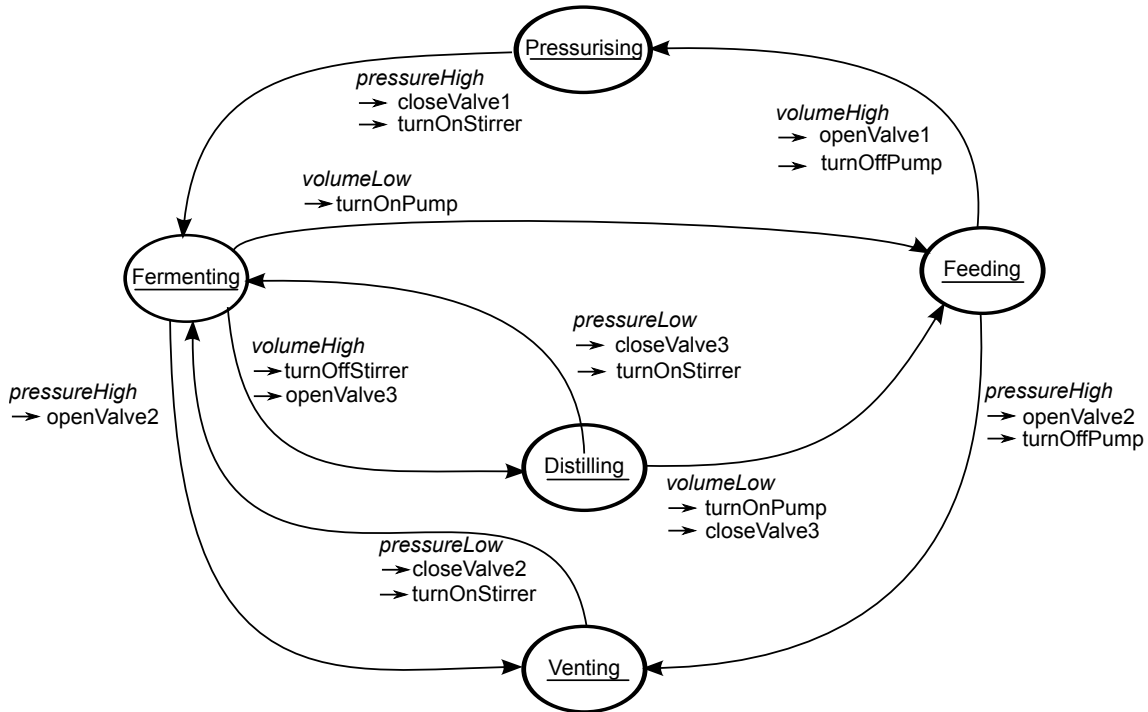 Pressurising
pressureHigh
→ closeValve1
→ turnOnStirrer
volumeHigh
→ openValve1
→ turnOffPump
volumeLow
→ turnOnPump
Fermenting
Feeding
volumeHigh
→ turnOffStirrer
→ openValve3
pressureLow
→ closeValve3
→ turnOnStirrer
pressureHigh
→ openValve2
pressureHigh
→ openValve2
→ turnOffPump
Distilling
volumeLow
→ turnOnPump
→ closeValve3
pressureLow
→ closeValve2
→ turnOnStirrer
Venting